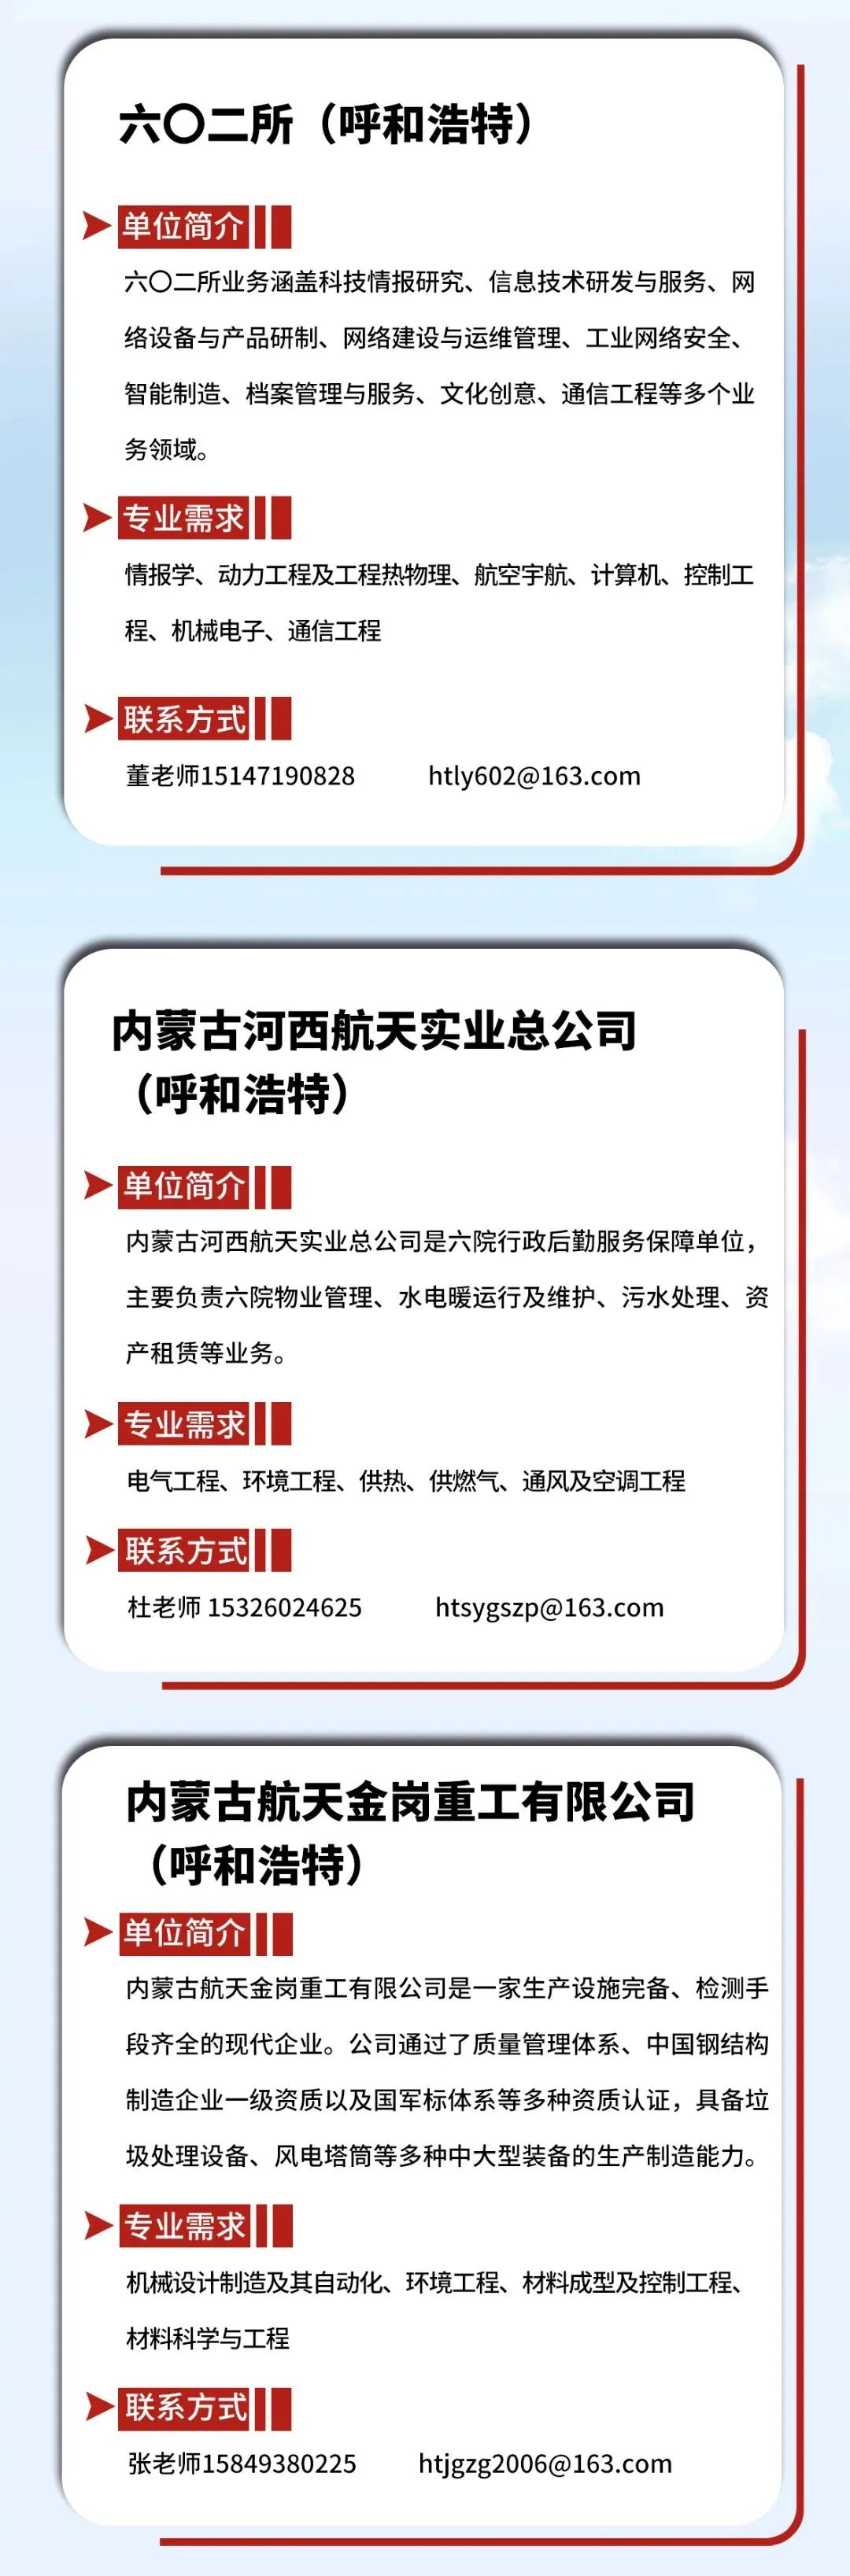 六〇二所（呼和浩特）
单位简介
六〇二所业务涵盖科技情报研究、信息技术研发与服务、网
络设备与产品研制、网络建设与运维管理、工业网络安全、
智能制造、档案管理与服务、文化创意、通信工程等多个业
务领域。
专业需求
情报学、动力工程及工程热物理、航空宇航、计算机、控制工
程、机械电子、通信工程
联系方式
董老师15147190828 htly602@163.com
内蒙古河西航天实业总公司
（呼和浩特）
单位简介
内蒙古河西航天实业总公司是六院行政后勤服务保障单位，
主要负责六院物业管理、水电暖运行及维护、污水处理、资
产租赁等业务。
专业需求
电气工程、环境工程、供热、供燃气、通风及空调工程
联系方式
杜老师 15326024625 htsygszp@163.com
内蒙古航天金岗重工有限公司
（呼和浩特）
单位简介
内蒙古航天金岗重工有限公司是一家生产设施完备、检测手
段齐全的现代企业。公司通过了质量管理体系、中国钢结构
制造企业一级资质以及国军标体系等多种资质认证，具备垃
圾处理设备、风电塔筒等多种中大型装备的生产制造能力。
专业需求
机械设计制造及其自动化、环境工程、材料成型及控制工程、
材料科学与工程
联系方式
张老师15849380225 htjgzg2006@163.com